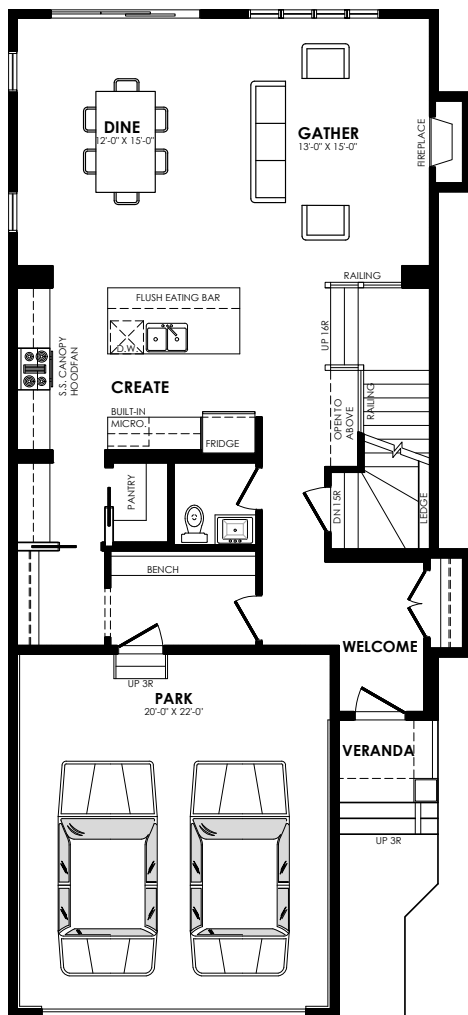 DINE
12'-0" X 15'-0"
GATHER
13'-0" X 15'-0"
FIREPLACE
RAILING
FLUSH EATING BAR
UP 16R
D.W.
S.S. CANOPY
HOODFAN
CREATE
BUILT-IN
MICRO.
FRIDGE
OPEN TO
ABOVE
RAILING
PANTRY
DN 15R
LEDGE
BENCH
WELCOME
UP 3R
PARK
20'-0" X 22'-0"
VERANDA
UP 3R